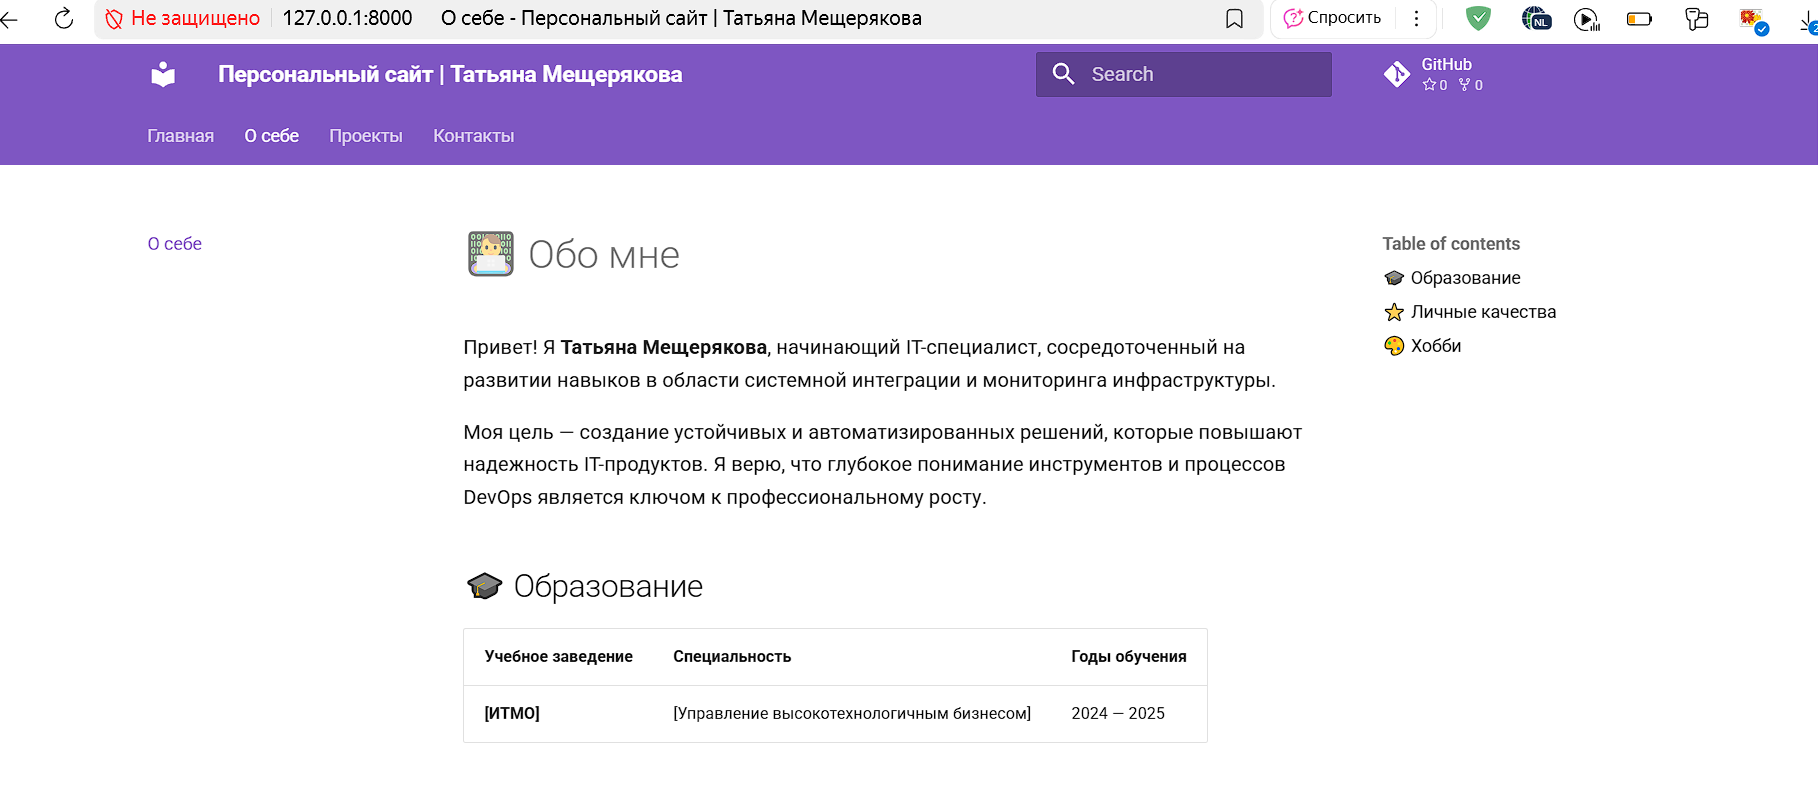 Не защищено 127.0.0.1:8000 О себе - Персональный сайт | Татьяна Мещерякова Спросить NL 2
Персональный сайт | Татьяна Мещерякова
Search
GitHub
0 0
Главная О себе Проекты Контакты
О себе
Обо мне
Привет! Я Татьяна Мещерякова, начинающий IT-специалист, сосредоточенный на
развитии навыков в области системной интеграции и мониторинга инфраструктуры.
Моя цель — создание устойчивых и автоматизированных решений, которые повышают
надежность IT-продуктов. Я верю, что глубокое понимание инструментов и процессов
DevOps является ключом к профессиональному росту.
Образование
Учебное заведение Специальность Годы обучения
[ИТМО] [Управление высокотехнологичным бизнесом] 2024 — 2025
Table of contents
Образование
Личные качества
Хобби